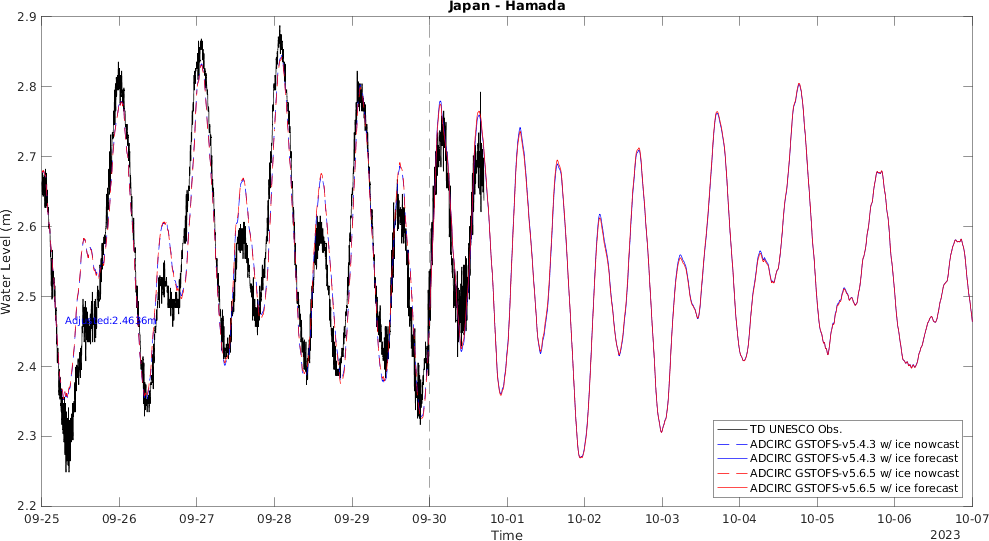 Japan - Hamada
Water Level (m)
2.9
2.8
2.7
2.6
2.5
2.4
2.3
2.2
Adjusted:2.4636m
TD UNESCO Obs.
ADCIRC GSTOFS-v5.4.3 w/ ice nowcast
ADCIRC GSTOFS-v5.4.3 w/ ice forecast
ADCIRC GSTOFS-v5.6.5 w/ ice nowcast
ADCIRC GSTOFS-v5.6.5 w/ ice forecast
09-25 09-26 09-27 09-28 09-29 09-30 10-01 10-02 10-03 10-04 10-05 10-06 10-07
Time
2023